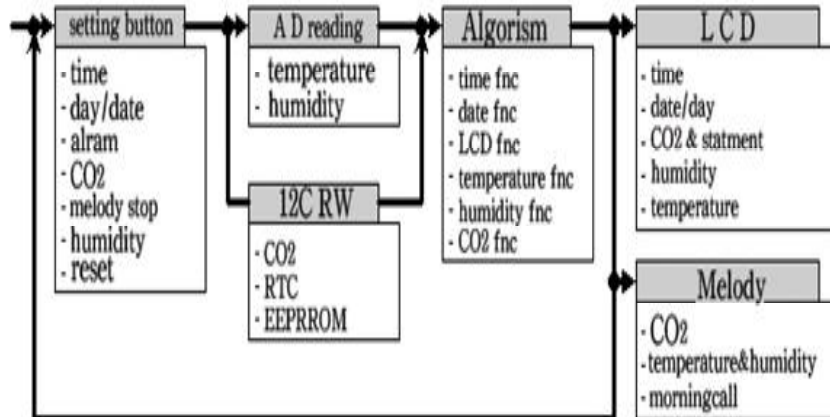 setting button
- time
- day/date
- alram
- CO2
- melody stop
- humidity
- reset
A D reading
- temperature
- humidity
12C RW
- CO2
- RTC
- EEPRROM
Algorism
- time fnc
- date fnc
- LCD fnc
- temperature fnc
- humidity fnc
- CO2 fnc
L C D
- time
- date/day
- CO2 & statment
- humidity
- temperature
Melody
- CO2
-temperature&humidity
-morningcall